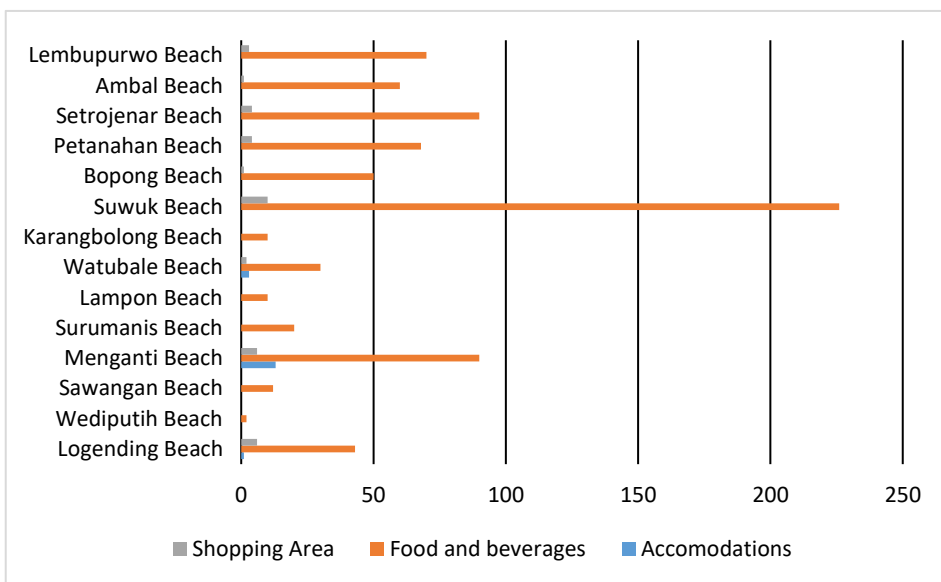 Lembupurwo Beach
Ambal Beach
Setrojenar Beach
Petanahan Beach
Bopong Beach
Suwuk Beach
Karangbolong Beach
Watubale Beach
Lampon Beach
Surumanis Beach
Menganti Beach
Sawangan Beach
Wediputih Beach
Logending Beach
0 50 100 150 200 250
Shopping Area Food and beverages Accomodations